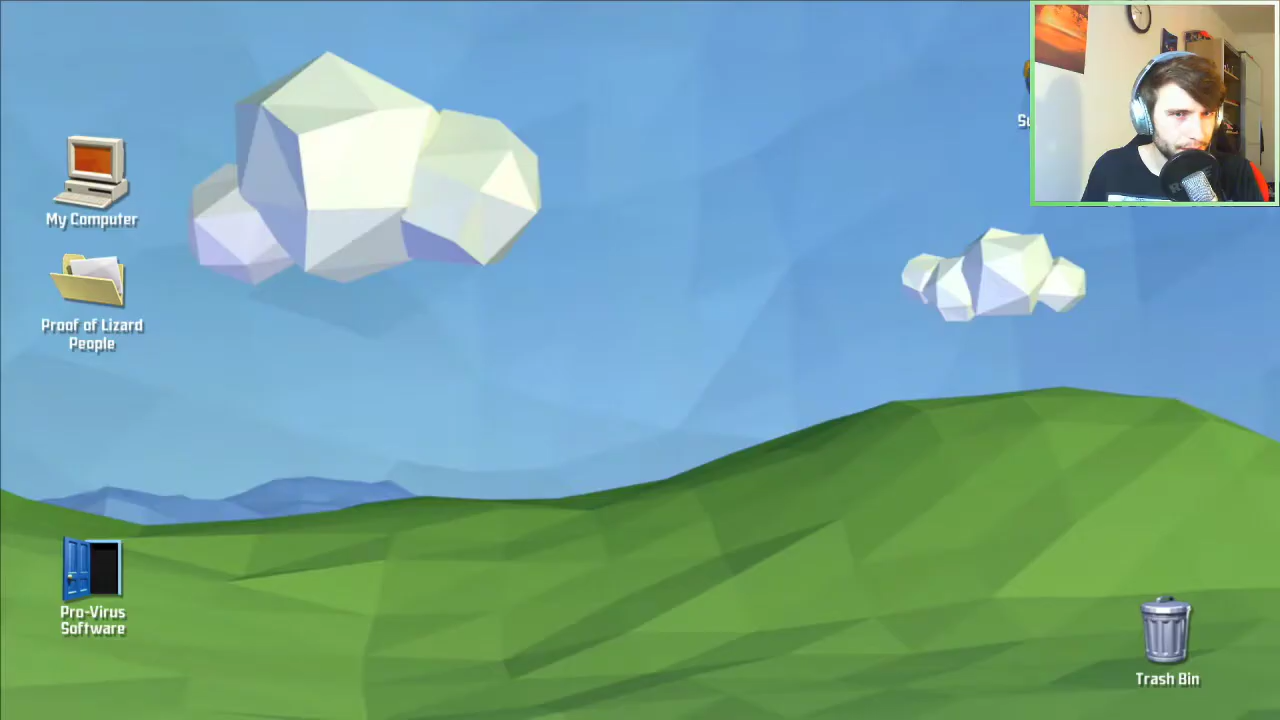 My Computer
Proof of Lizard
People
Pro-Virus
Software
Trash Bin